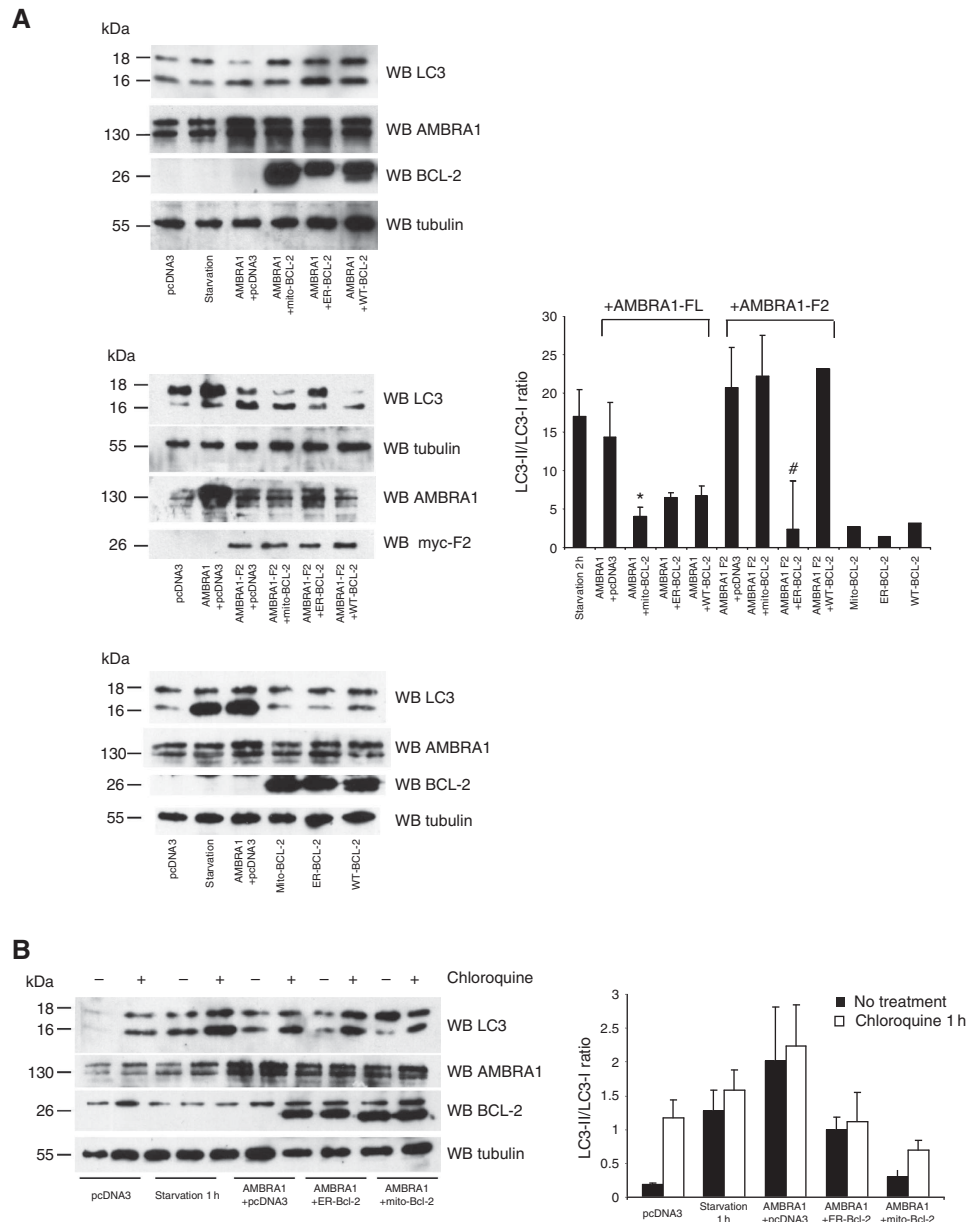 A
kDa
18
16
WB LC3
130
WB AMBRA1
26
WB BCL-2
55
WB tubulin
pcDNA3
Starvation
AMBRA1
+pcDNA3
AMBRA1
+mito-BCL-2
AMBRA1
+ER-BCL-2
AMBRA1
+WT-BCL-2
kDa
18
16
WB LC3
55
WB tubulin
130
WB AMBRA1
26
WB myc-F2
pcDNA3
AMBRA1
+pcDNA3
AMBRA1-F2
+pcDNA3
AMBRA1-F2
+mito-BCL-2
AMBRA1-F2
+ER-BCL-2
AMBRA1-F2
+WT-BCL-2
+AMBRA1-FL
+AMBRA1-F2
LC3-II/LC3-I ratio
30
25
20
15
10
5
0
*
#
Starvation 2h
AMBRA1
+pcDNA3
AMBRA1
+mito-BCL-2
AMBRA1
+ER-BCL-2
AMBRA1
+WT-BCL-2
AMBRA1 F2
+pcDNA3
AMBRA1 F2
+mito-BCL-2
AMBRA1 F2
+ER-BCL-2
AMBRA1 F2
+WT-BCL-2
Mito-BCL-2
ER-BCL-2
WT-BCL-2
kDa
18
16
WB LC3
130
WB AMBRA1
26
WB BCL-2
55
WB tubulin
pcDNA3
Starvation
AMBRA1
+pcDNA3
Mito-BCL-2
ER-BCL-2
WT-BCL-2
B
kDa
– + – + – + – + – +
Chloroquine
18
16
WB LC3
130
WB AMBRA1
26
WB BCL-2
55
WB tubulin
pcDNA3
Starvation 1 h
AMBRA1
+pcDNA3
AMBRA1
+ER-Bcl-2
AMBRA1
+mito-Bcl-2
LC3-II/LC3-I ratio
3
2.5
2
1.5
1
0.5
0
No treatment
Chloroquine 1 h
pcDNA3
Starvation
1 h
AMBRA1
+pcDNA3
AMBRA1
+ER-Bcl-2
AMBRA1
+mito-Bcl-2